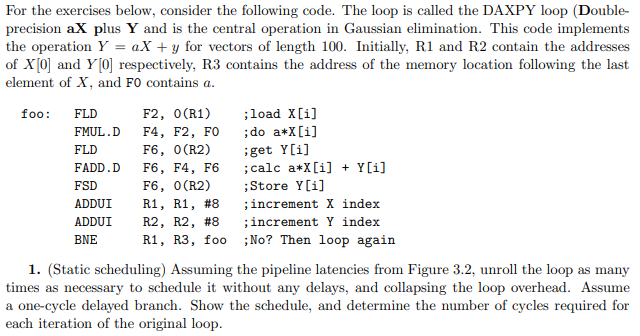 For the exercises below, consider the following code. The loop is called the DAXPY loop (Double-
precision aX plus Y and is the central operation in Gaussian elimination. This code implements
the operation Y = aX + y for vectors of length 100. Initially, R1 and R2 contain the addresses
of X[0] and Y[0] respectively, R3 contains the address of the memory location following the last
element of X, and F0 contains a.
foo: FLD F2, 0(R1) ;load X[i]
FMUL.D F4, F2, F0 ;do a*X[i]
FLD F6, 0(R2) ;get Y[i]
FADD.D F6, F4, F6 ;calc a*X[i] + Y[i]
FSD F6, 0(R2) ;Store Y[i]
ADDUI R1, R1, #8 ;increment X index
ADDUI R2, R2, #8 ;increment Y index
BNE R1, R3, foo ;No? Then loop again
1. (Static scheduling) Assuming the pipeline latencies from Figure 3.2, unroll the loop as many
times as necessary to schedule it without any delays, and collapsing the loop overhead. Assume
a one-cycle delayed branch. Show the schedule, and determine the number of cycles required for
each iteration of the original loop.